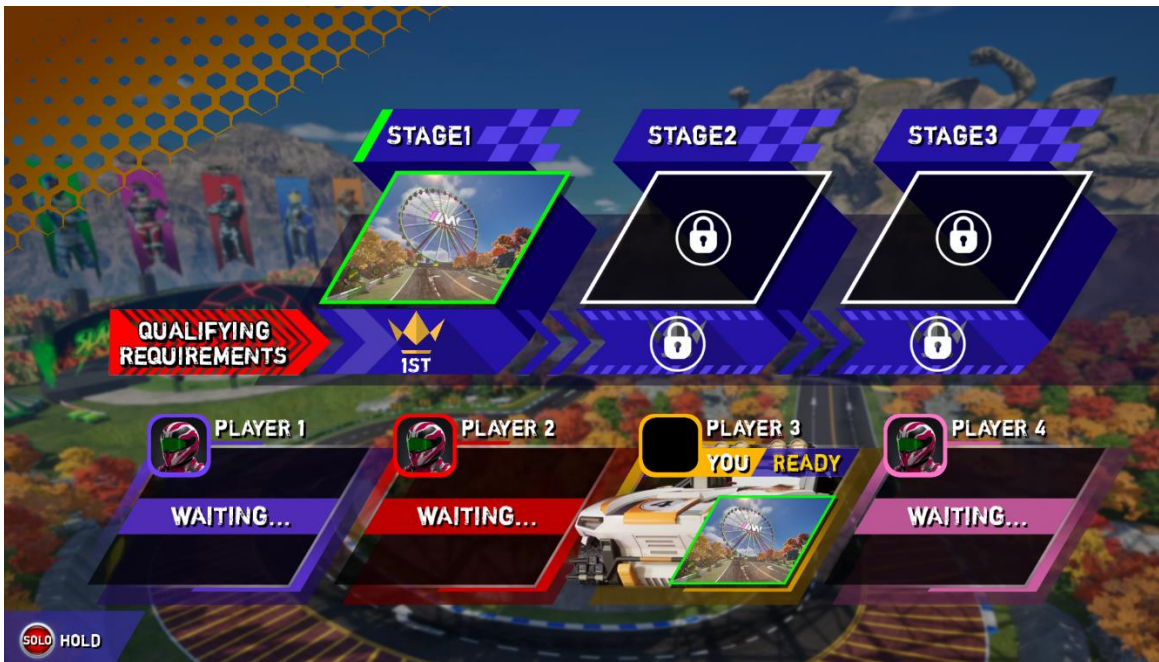 STAGE1
STAGE2
STAGE3
QUALIFYING
REQUIREMENTS
1ST
PLAYER 1
WAITING...
PLAYER 2
WAITING...
PLAYER 3
YOU READY
4
PLAYER 4
WAITING...
SOLO HOLD